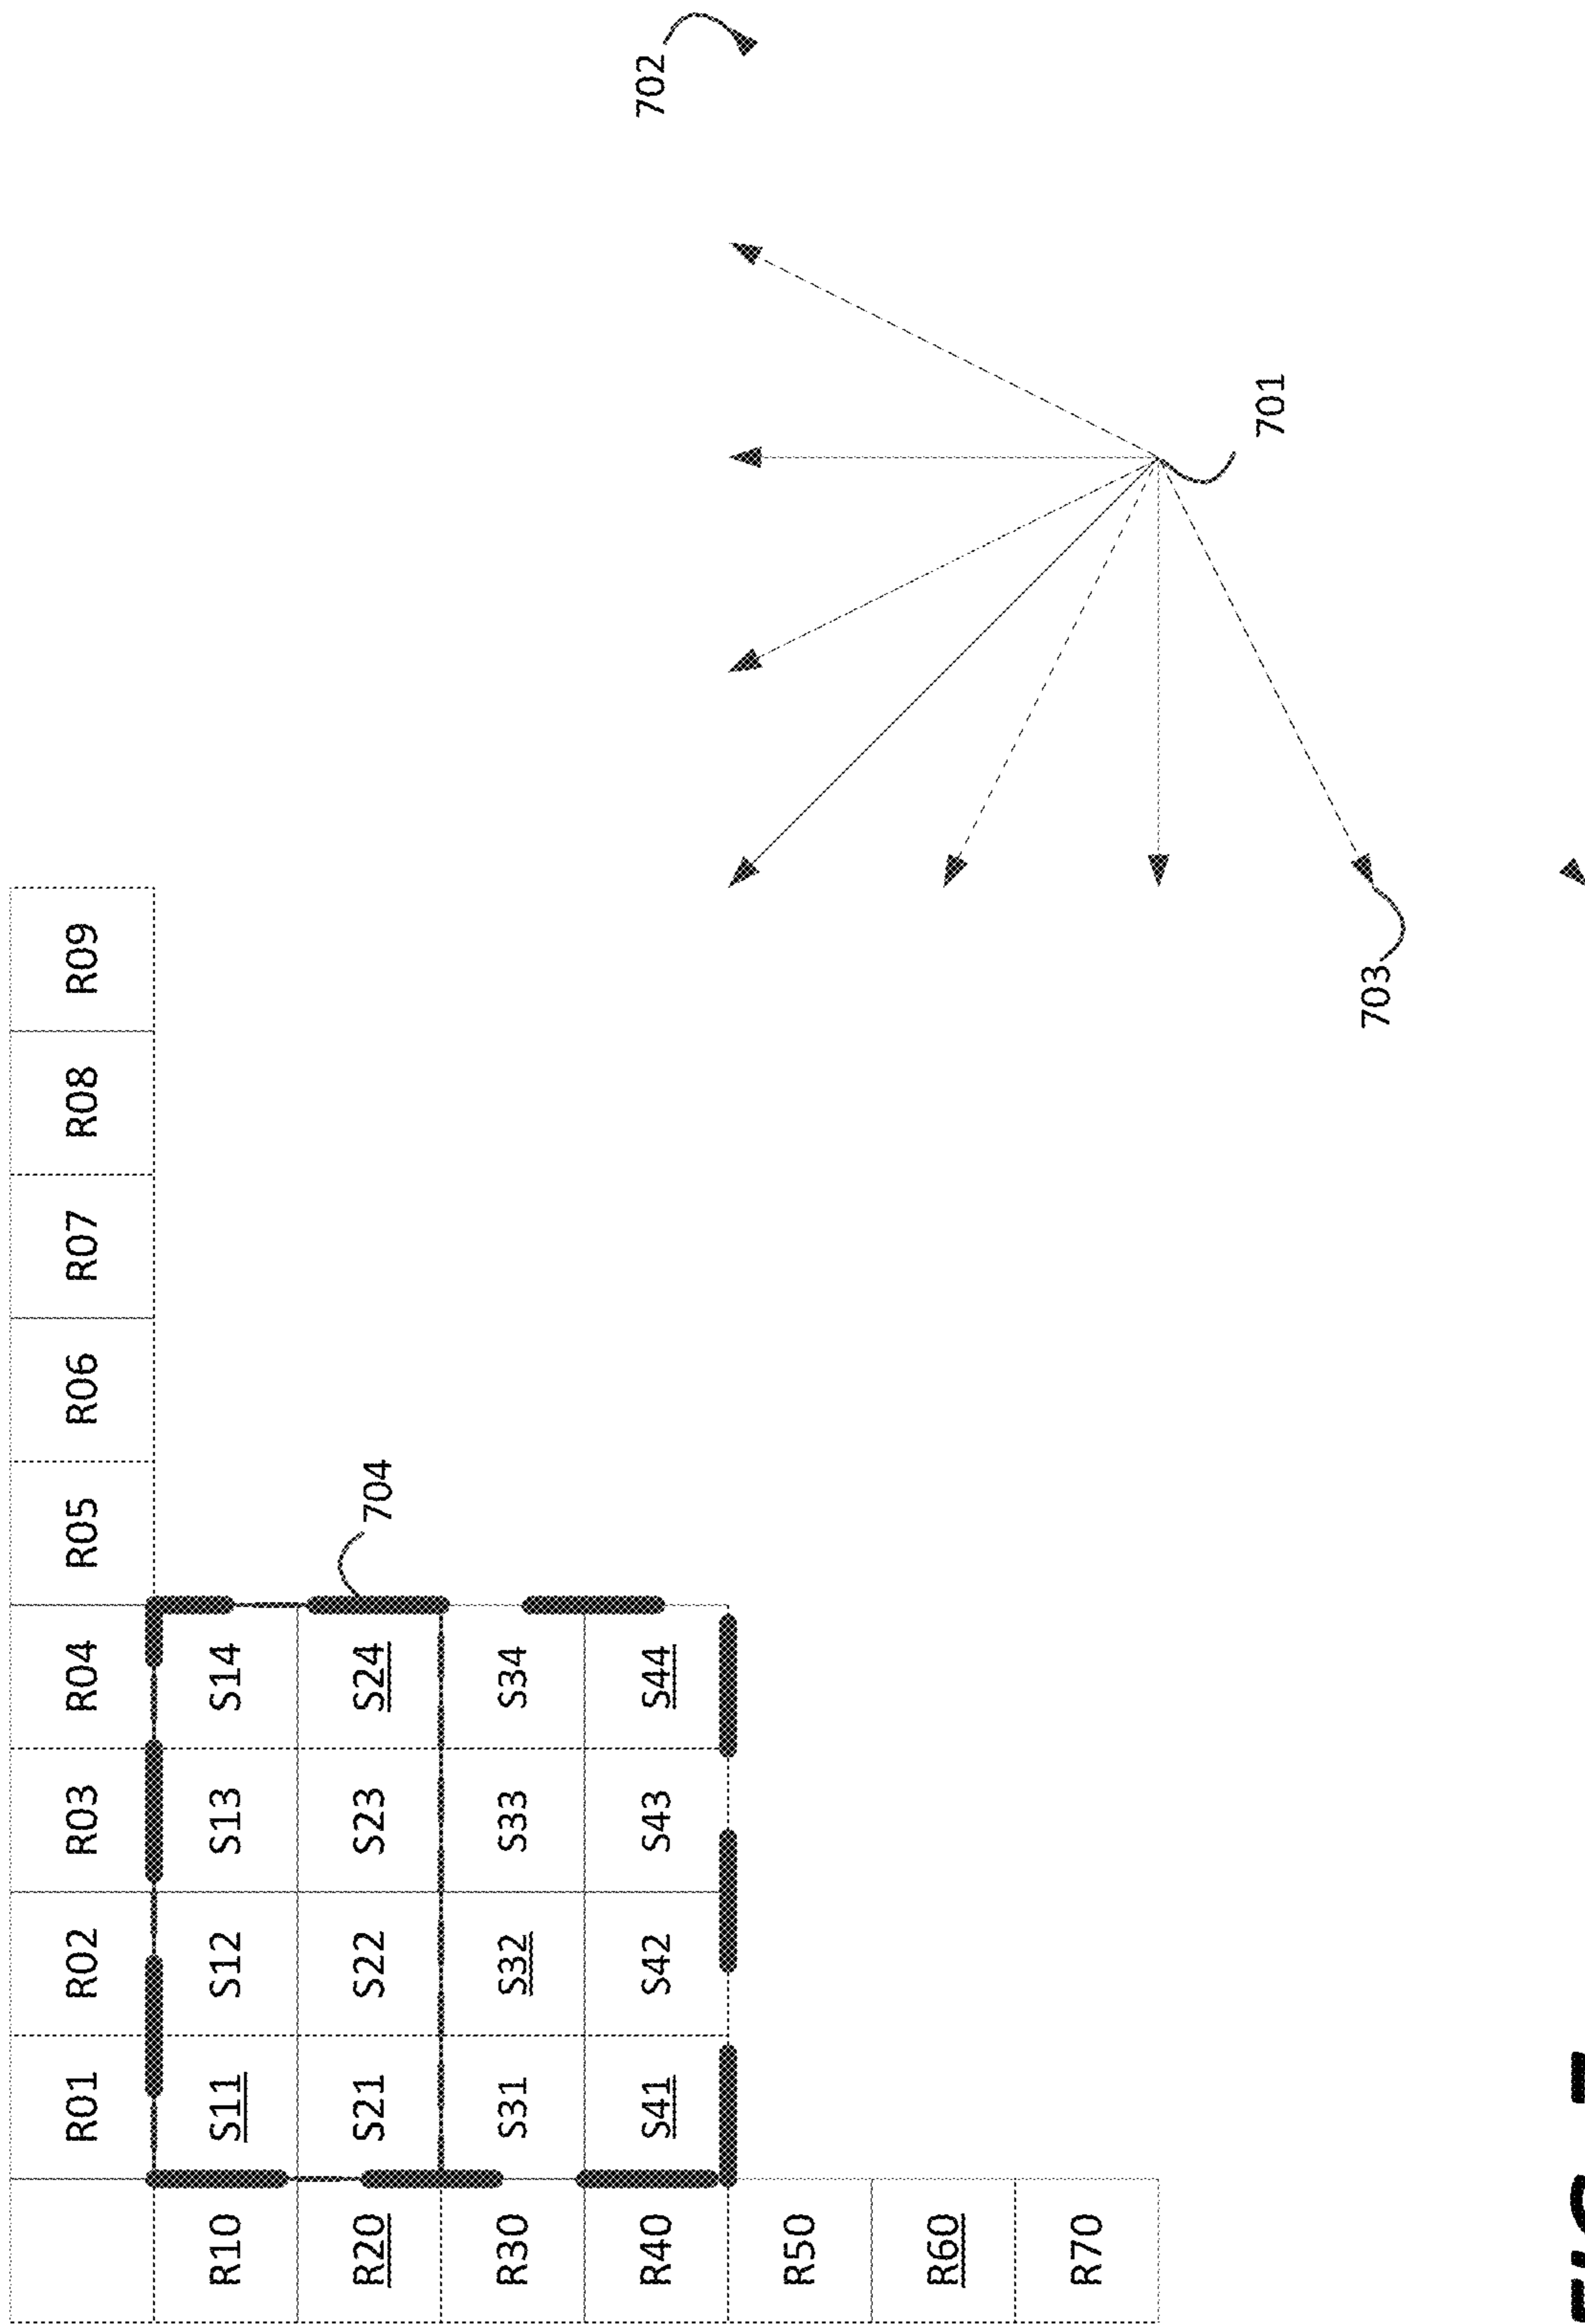 R01 R02 R03 R04 R05 R06 R07 R08 R09
R10 S11 S12 S13 S14
R20 S21 S22 S23 S24 704
R30 S31 S32 S33 S34
R40 S41 S42 S43 S44 702
R50
R60
R70
701
703